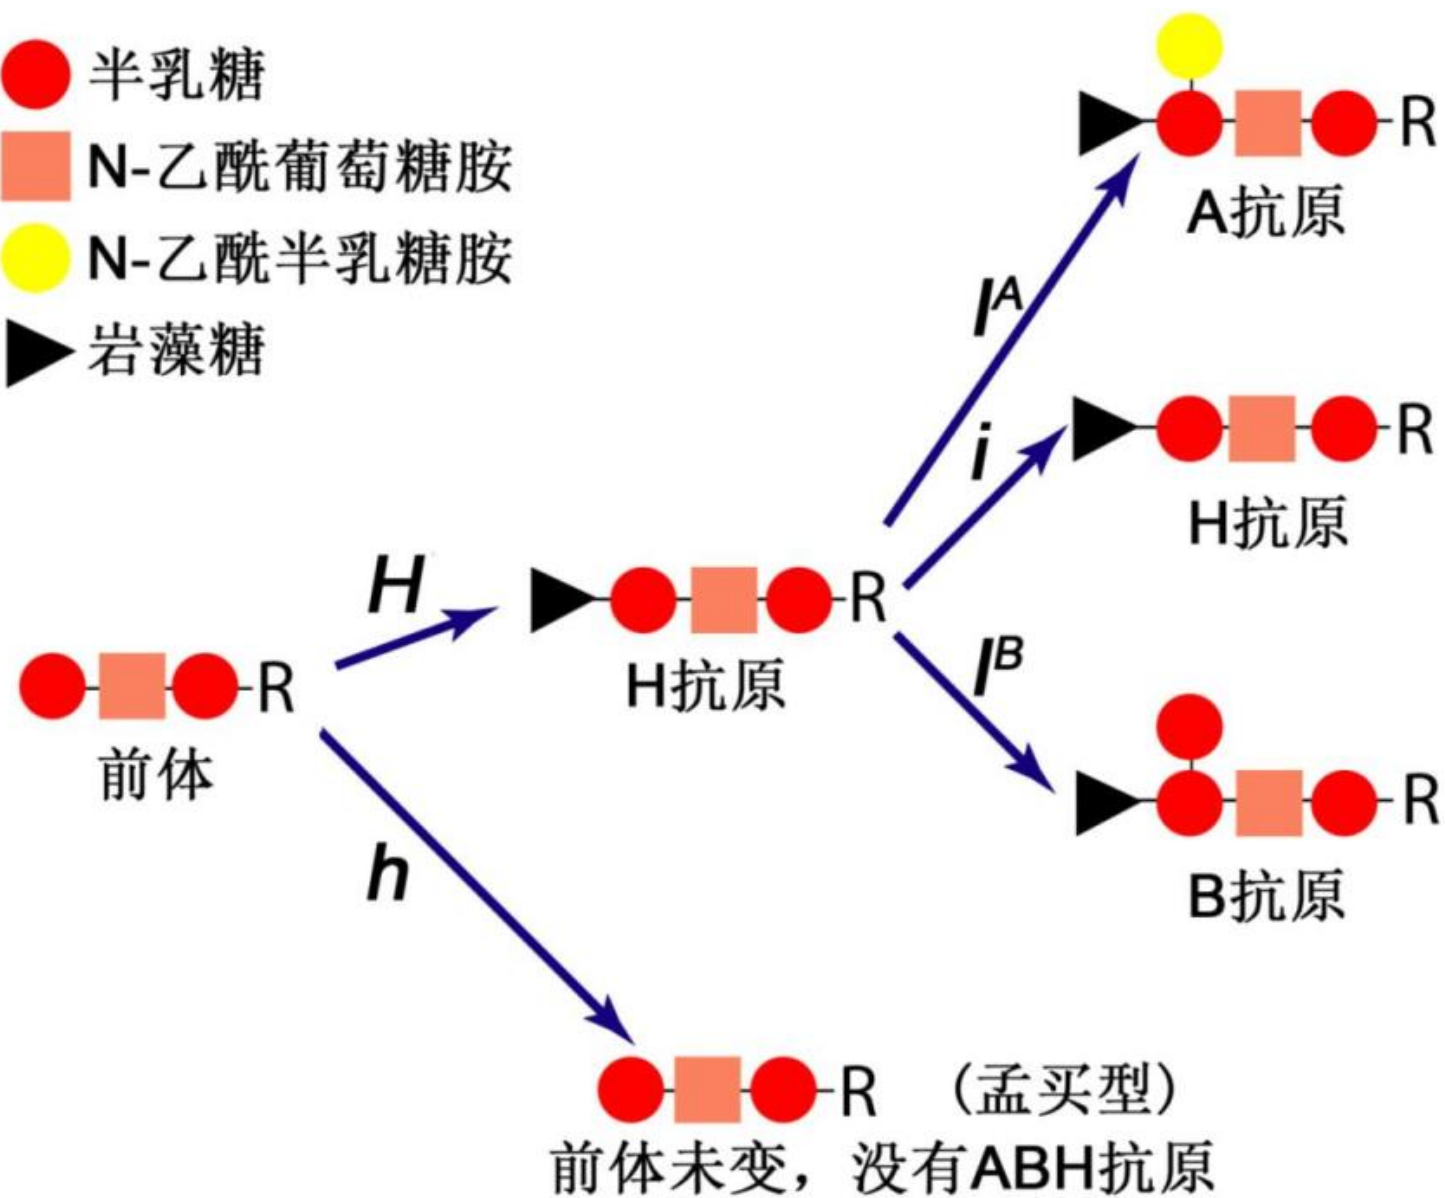 半乳糖
N-乙酰葡萄糖胺
N-乙酰半乳糖胺
岩藻糖
R
A抗原
I^A
R
H抗原
i
H
R
H抗原
I^B
R
前体
R
B抗原
h
R (孟买型)
前体未变，没有ABH抗原